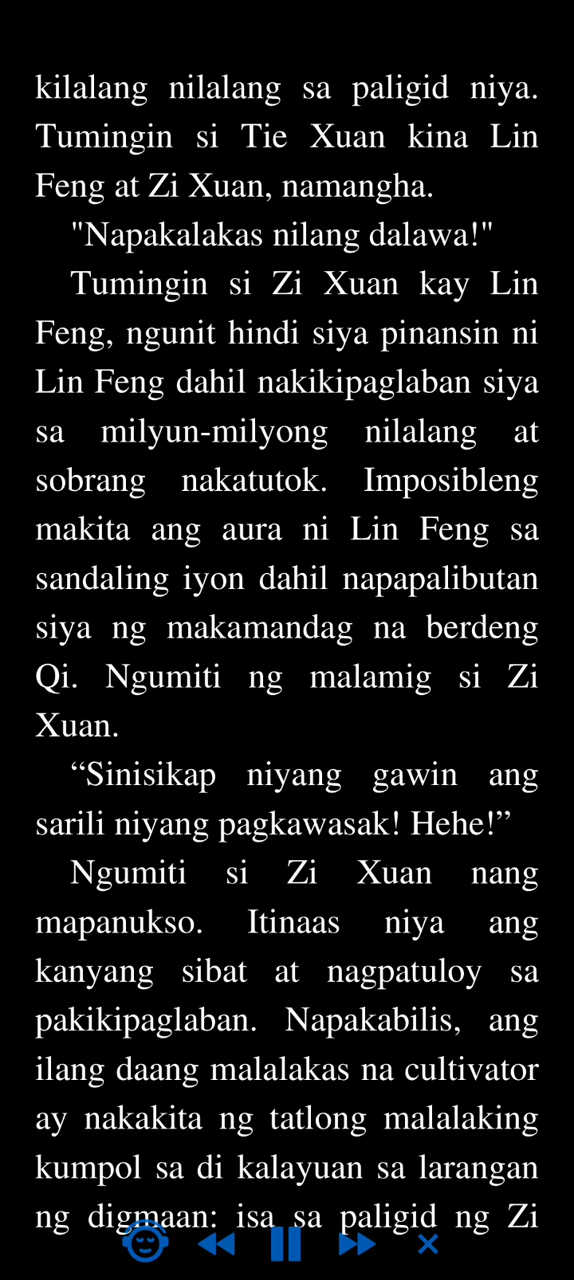 kilalang nilalang sa paligid niya.
Tumingin si Tie Xuan kina Lin
Feng at Zi Xuan, namangha.
"Napakalakas nilang dalawa!"
Tumingin si Zi Xuan kay Lin
Feng, ngunit hindi siya pinansin ni
Lin Feng dahil nakikipaglaban siya
sa milyun-milyong nilalang at
sobrang nakatutok. Imposibleng
makita ang aura ni Lin Feng sa
sandaling iyon dahil napapalibutan
siya ng makamandag na berdeng
Qi. Ngumiti ng malamig si Zi
Xuan.
“Sinisikap niyang gawin ang
sarili niyang pagkawasak! Hehe!”
Ngumiti si Zi Xuan nang
mapanukso. Itinaas niya ang
kanyang sibat at nagpatuloy sa
pakikipaglaban. Napakabilis, ang
ilang daang malalakas na cultivator
ay nakakita ng tatlong malalaking
kumpol sa di kalayuan sa larangan
ng digmaan: isa sa paligid ng Zi